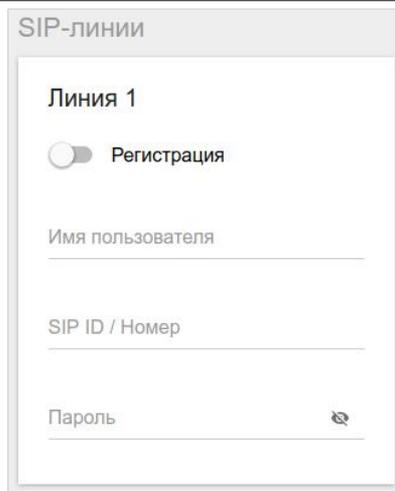 SIP-линии
Линия 1
Регистрация
Имя пользователя
SIP ID / Номер
Пароль